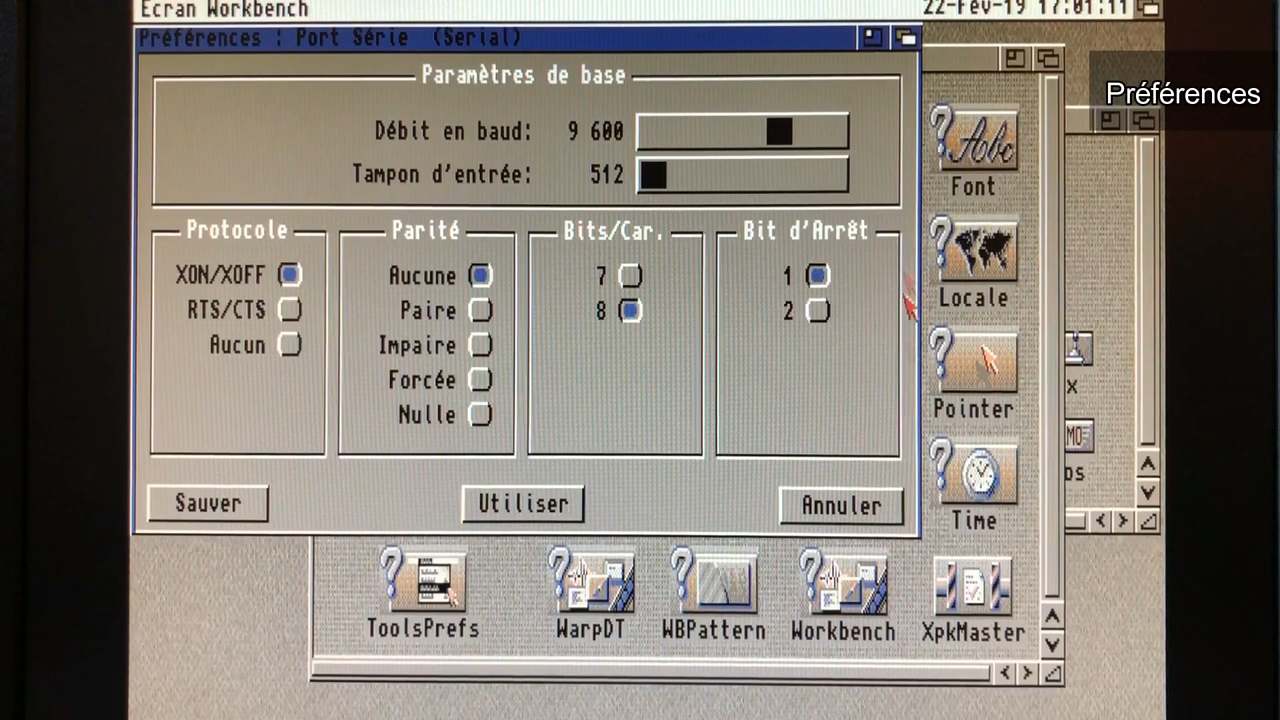 Ecran Workbench
22-Fév-19 17:01:11
Préférences : Port Série (Serial)
Préférences
Paramètres de base
Débit en baud: 9 600
Tampon d'entrée: 512
Protocole
XON/XOFF
RTS/CTS
Aucun
Parité
Aucune
Paire
Impaire
Forcée
Nulle
Bits/Car.
7
8
Bit d'Arrêt
1
2
Sauver
Utiliser
Annuler
Abc
Font
Locale
Pointer
Time
ToolsPrefs
WarpDT
WBPattern
Workbench
XpkMaster